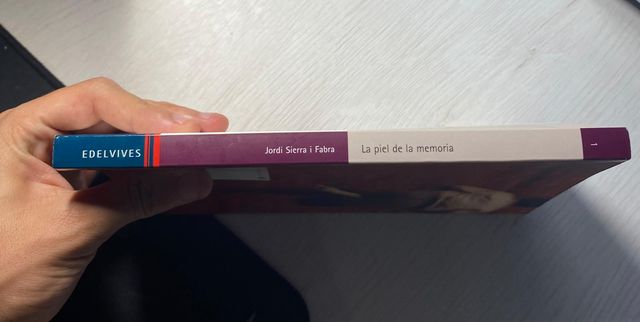 EDELVIVES
Jordi Sierra i Fabra
La piel de la memoria
1